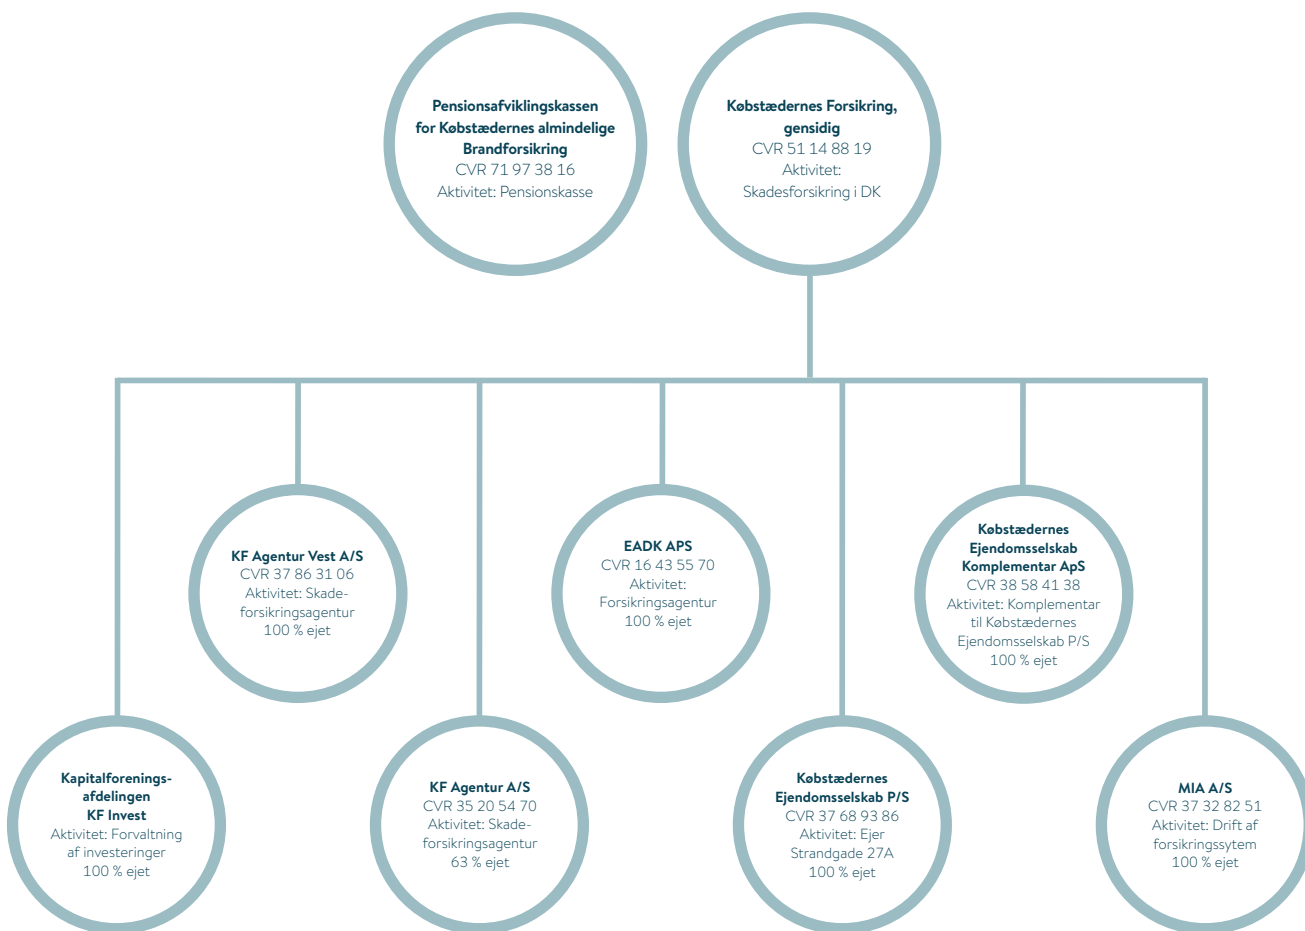 Pensionsafviklingskassen
for Købstædernes almindelige
Brandforsikring
CVR 71 97 38 16
Aktivitet: Pensionskasse
Købstædernes Forsikring,
gensidig
CVR 51 14 88 19
Aktivitet:
Skadesforsikring i DK
KF Agentur Vest A/S
CVR 37 86 31 06
Aktivitet: Skade-
forsikringsagentur
100 % ejet
EADK APS
CVR 16 43 55 70
Aktivitet:
Forsikringsagentur
100 % ejet
Købstædernes
Ejendomsselskab
Komplementar ApS
CVR 38 58 41 38
Aktivitet: Komplementar
til Købstædernes
Ejendomsselskab P/S
100 % ejet
Kapitalforenings-
afdelingen
KF Invest
Aktivitet: Forvaltning
af investeringer
100 % ejet
KF Agentur A/S
CVR 35 20 54 70
Aktivitet: Skade-
forsikringsagentur
63 % ejet
Købstædernes
Ejendomsselskab P/S
CVR 37 68 93 86
Aktivitet: Ejer
Strandgade 27A
100 % ejet
MIA A/S
CVR 37 32 82 51
Aktivitet: Drift af
forsikringssytem
100 % ejet